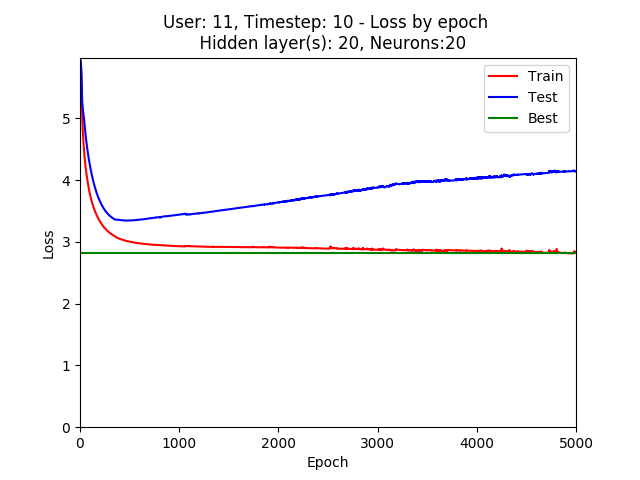 User: 11, Timestep: 10 - Loss by epoch
Hidden layer(s): 20, Neurons:20
Train
Test
Best
5
4
3
2
1
0
Loss
0 1000 2000 3000 4000 5000
Epoch